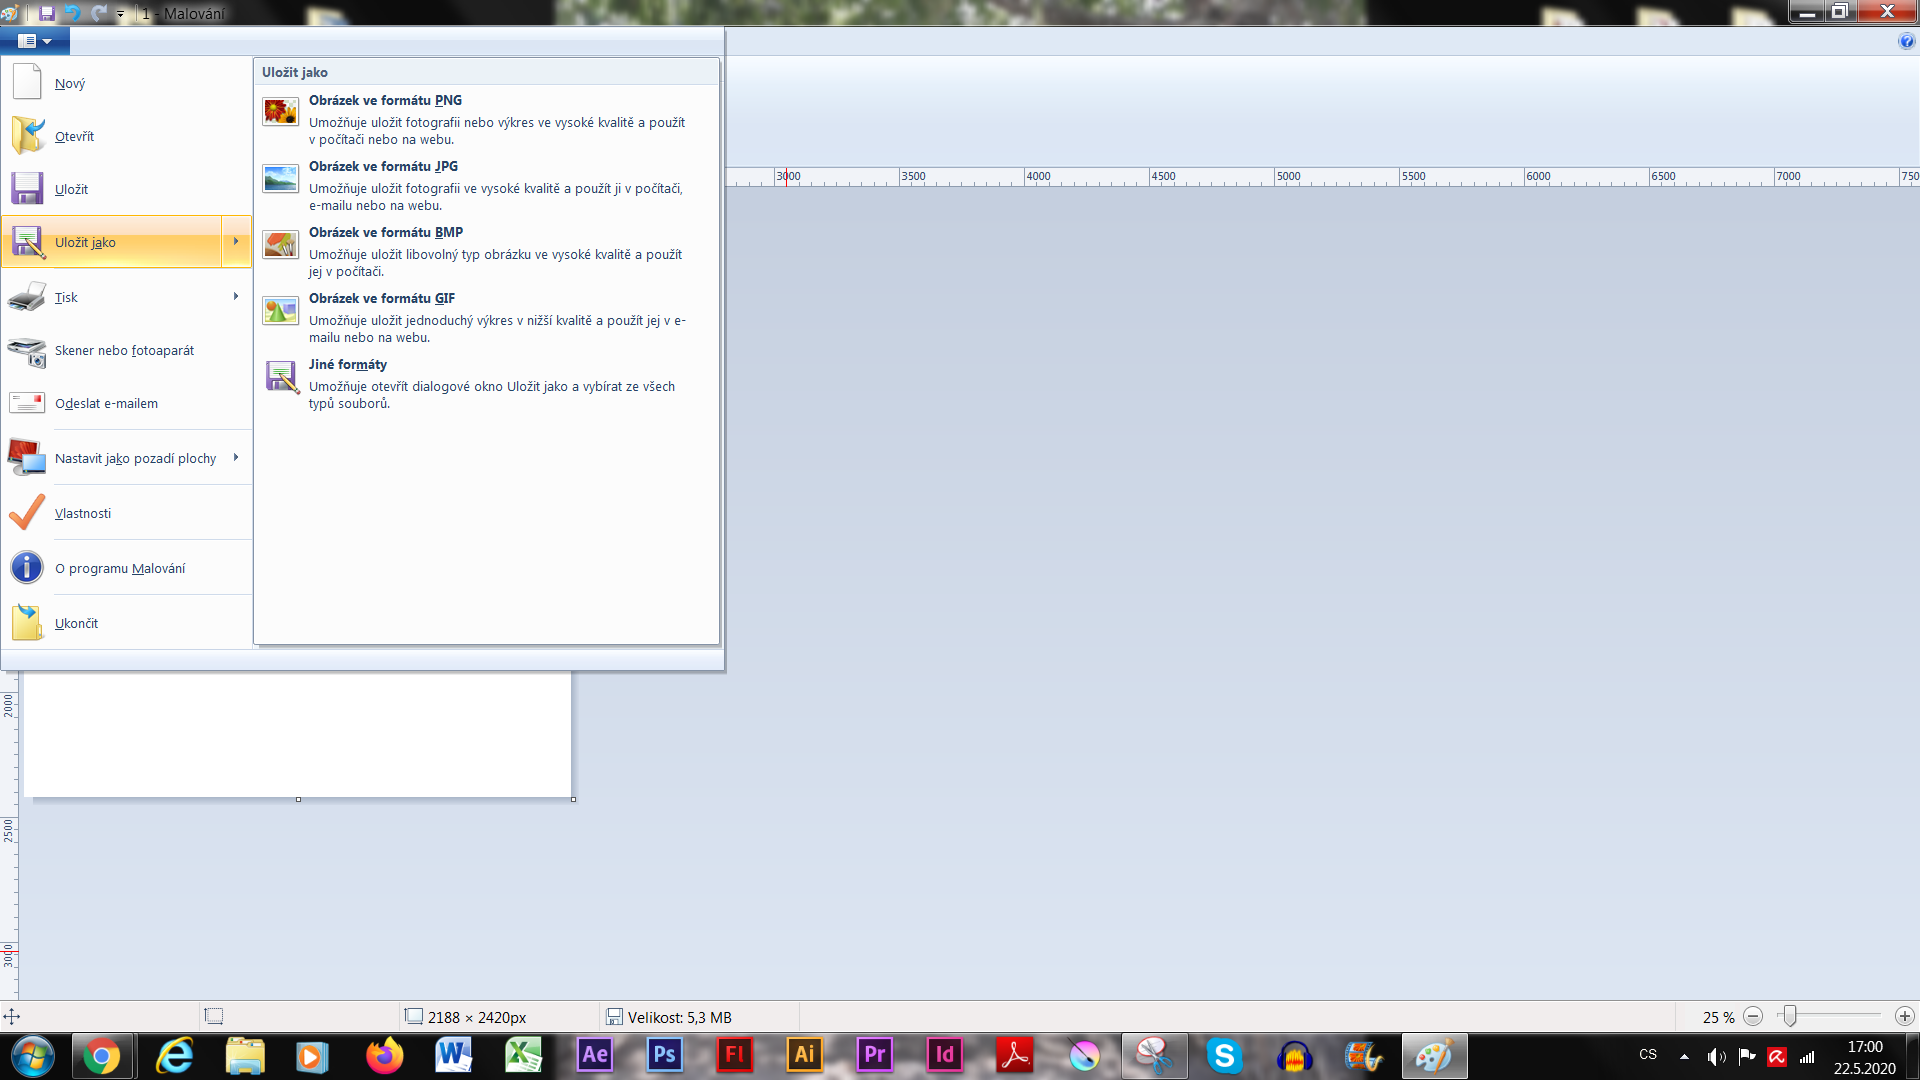 1 - Malování
Nový
Otevřít
Uložit
Uložit jako
Tisk
Skener nebo fotoaparát
Odeslat e-mailem
Nastavit jako pozadí plochy
Vlastnosti
O programu Malování
Ukončit
Uložit jako
Obrázek ve formátu PNG
Umožňuje uložit fotografii nebo výkres ve vysoké kvalitě a použít
v počítači nebo na webu.
Obrázek ve formátu JPG
Umožňuje uložit fotografii ve vysoké kvalitě a použít ji v počítači,
e-mailu nebo na webu.
Obrázek ve formátu BMP
Umožňuje uložit libovolný typ obrázku ve vysoké kvalitě a použít
jej v počítači.
Obrázek ve formátu GIF
Umožňuje uložit jednoduchý výkres v nižší kvalitě a použít jej v e-
mailu nebo na webu.
Jiné formáty
Umožňuje otevřít dialogové okno Uložit jako a vybírat ze všech
typů souborů.
3000 3500 4000 4500 5000 5500 6000 6500 7000 750
2000
2500
3000
2188 × 2420px
Velikost: 5,3 MB
25 %
Ae Ps Fl Ai Pr Id
CS
17:00
22.5.2020